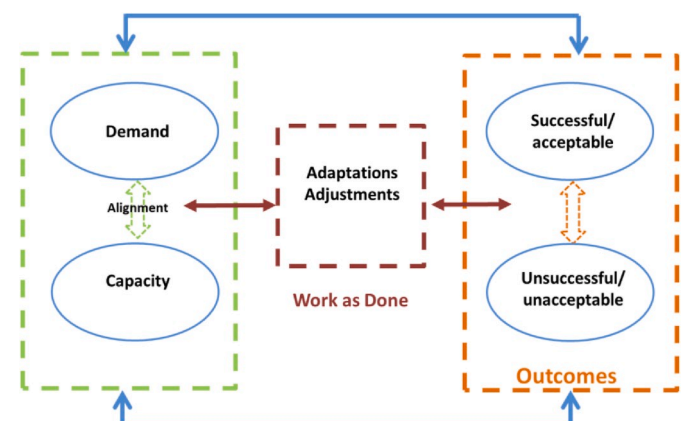 Demand
Alignment
Capacity
Adaptations
Adjustments
Work as Done
Successful/
acceptable
Unsuccessful/
unacceptable
Outcomes